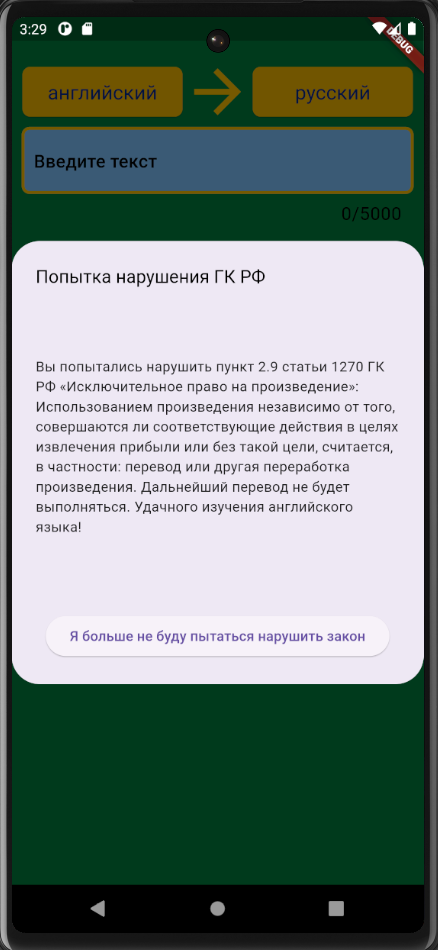 3:29
DEBUG
английский
русский
Введите текст
0/5000
Попытка нарушения ГК РФ
Вы попытались нарушить пункт 2.9 статьи 1270 ГК
РФ «Исключительное право на произведение»:
Использованием произведения независимо от того,
совершаются ли соответствующие действия в целях
извлечения прибыли или без такой цели, считается,
в частности: перевод или другая переработка
произведения. Дальнейший перевод не будет
выполняться. Удачного изучения английского
языка!
Я больше не буду пытаться нарушить закон